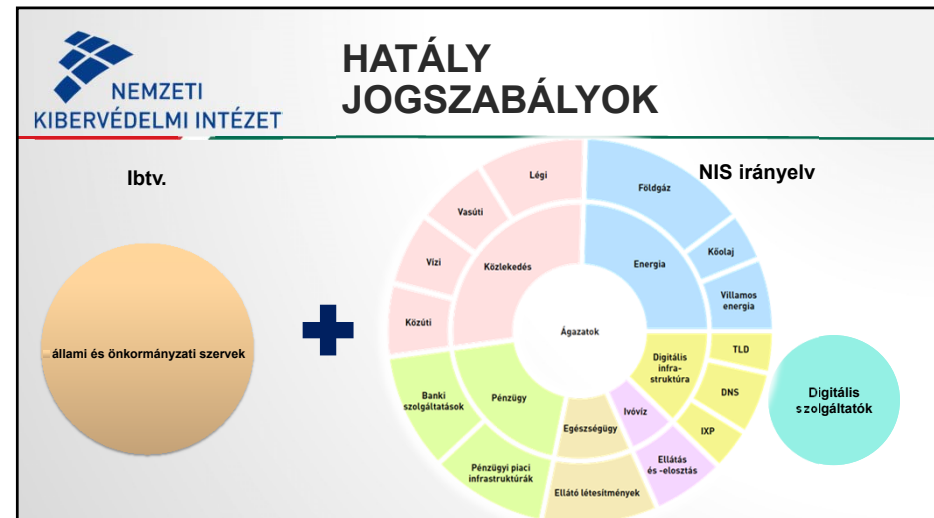 NEMZETI
KIBERVÉDELMI INTÉZET
HATÁLY
JOGSZABÁLYOK
Ibtv.
NIS irányelv
állami és önkormányzati szervek
Légi
Vasúti
Vízi
Közúti
Közlekedés
Földgáz
Kőolaj
Villamos
energia
Energia
Ágazatok
Digitális
infra-
struktúra
TLD
DNS
IXP
Digitális
szolgáltatók
Banki
szolgáltatások
Pénzügy
Pénzügyi piaci
infrastruktúrák
Egészségügy
Ellátó létesítmények
Ivóvíz
Ellátás
és -elosztás